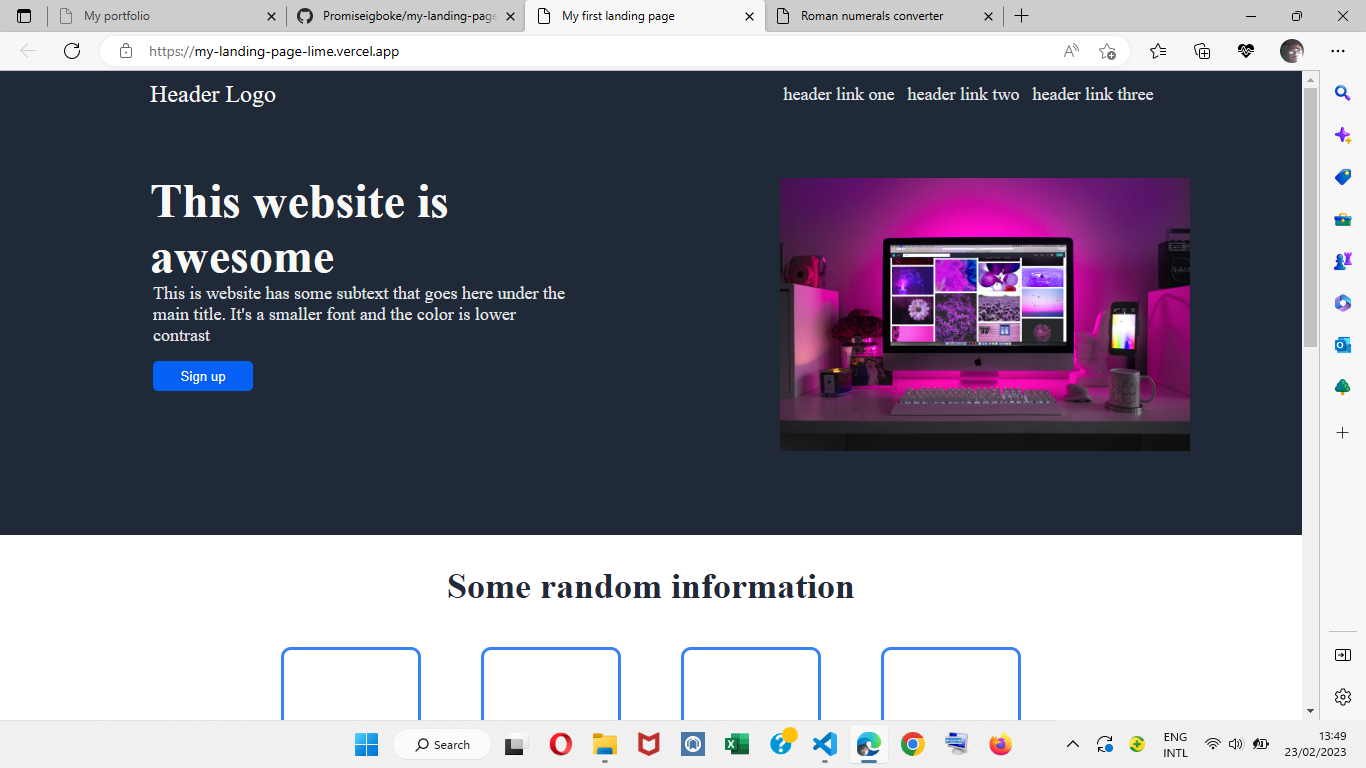 My portfolio
Promiseigboke/my-landing-page
My first landing page
Roman numerals converter
https://my-landing-page-lime.vercel.app
Header Logo
header link one
header link two
header link three
This website is
awesome
This is website has some subtext that goes here under the
main title. It's a smaller font and the color is lower
contrast
Sign up
Some random information
Search
ENG
INTL
13:49
23/02/2023